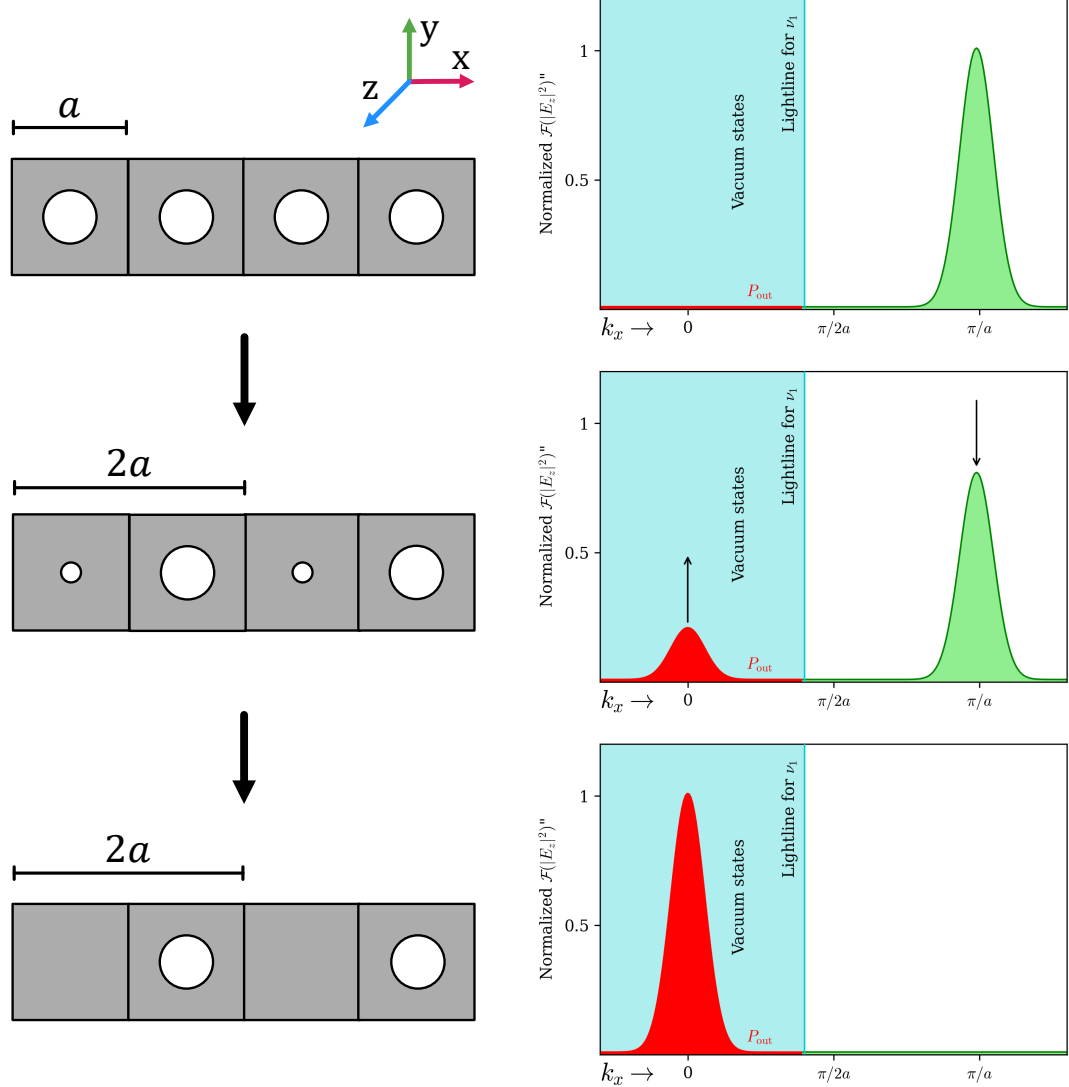 y
x
z
a
2a
2a
Normalized ℱ(|E_z|²)"
1
0.5
Vacuum states
Lightline for ν₁
P_out
k_x →
0
π/2a
π/a
Normalized ℱ(|E_z|²)"
1
0.5
Vacuum states
Lightline for ν₁
P_out
k_x →
0
π/2a
π/a
Normalized ℱ(|E_z|²)"
1
0.5
Vacuum states
Lightline for ν₁
P_out
k_x →
0
π/2a
π/a